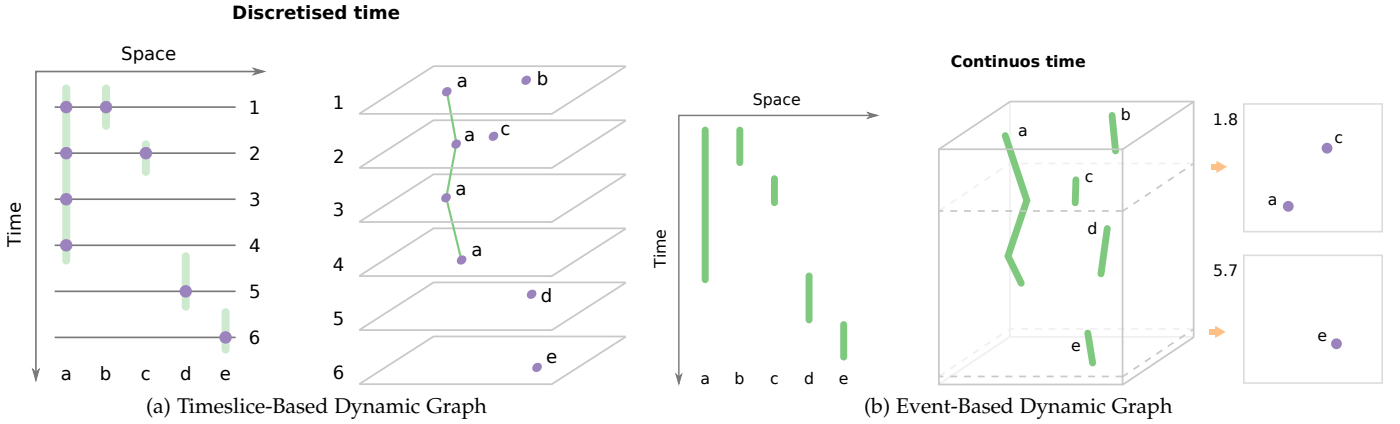 Discretised time
Space
Time
1
2
3
4
5
6
a b c d e
1
a
b
2
a
c
3
a
4
a
5
d
6
e
(a) Timeslice-Based Dynamic Graph
Continuos time
Space
Time
a b c d e
a
b
c
d
e
1.8
c
a
5.7
e
(b) Event-Based Dynamic Graph